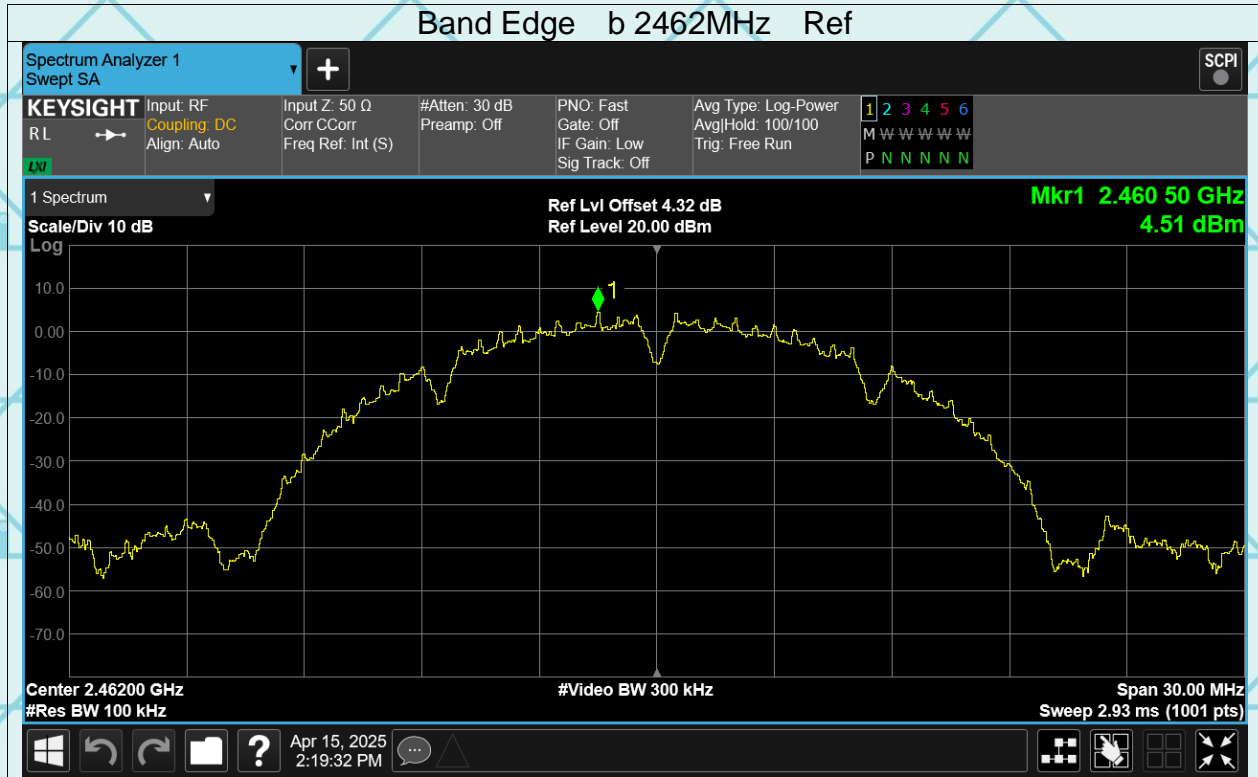 Band Edge b 2462MHz Ref
Spectrum Analyzer 1
Swept SA
SCPI
KEYSIGHT
R L
LXI
Input: RF
Coupling: DC
Align: Auto
Input Z: 50 Ω
Corr CCorr
Freq Ref: Int (S)
#Atten: 30 dB
Preamp: Off
PNO: Fast
Gate: Off
IF Gain: Low
Sig Track: Off
Avg Type: Log-Power
Avg|Hold: 100/100
Trig: Free Run
1 2 3 4 5 6
M W W W W W
P N N N N N
1 Spectrum
Scale/Div 10 dB
Ref Lvl Offset 4.32 dB
Ref Level 20.00 dBm
Mkr1 2.460 50 GHz
4.51 dBm
Log
1
10.0
0.00
-10.0
-20.0
-30.0
-40.0
-50.0
-60.0
-70.0
Center 2.46200 GHz
#Video BW 300 kHz
Span 30.00 MHz
#Res BW 100 kHz
Sweep 2.93 ms (1001 pts)
?
Apr 15, 2025
2:19:32 PM